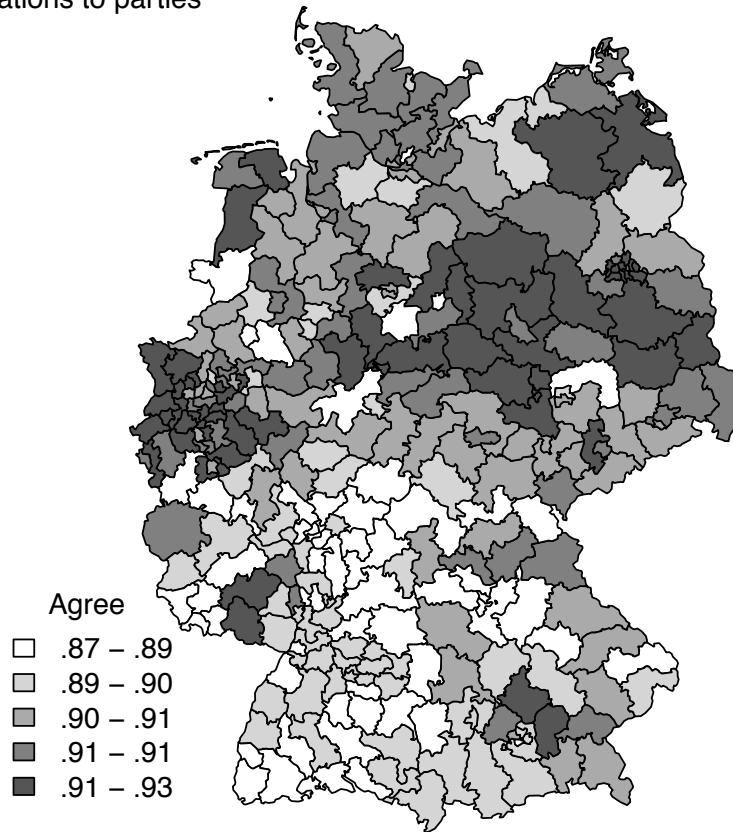 ations to parties
Agree
.87 – .89
.89 – .90
.90 – .91
.91 – .91
.91 – .93